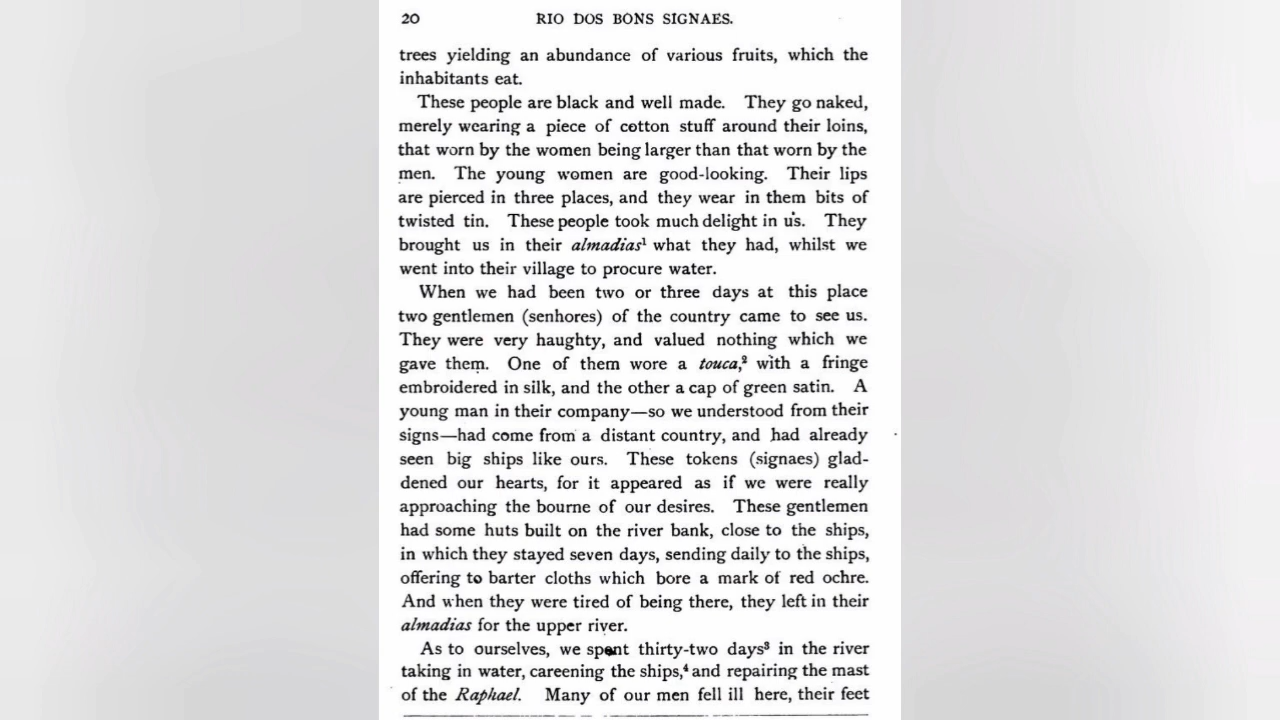 20 RIO DOS BONS SIGNAES.
trees yielding an abundance of various fruits, which the
inhabitants eat.
These people are black and well made. They go naked,
merely wearing a piece of cotton stuff around their loins,
that worn by the women being larger than that worn by the
men. The young women are good-looking. Their lips
are pierced in three places, and they wear in them bits of
twisted tin. These people took much delight in us. They
brought us in their almadias¹ what they had, whilst we
went into their village to procure water.
When we had been two or three days at this place
two gentlemen (senhores) of the country came to see us.
They were very haughty, and valued nothing which we
gave them. One of them wore a touca,² with a fringe
embroidered in silk, and the other a cap of green satin. A
young man in their company—so we understood from their
signs—had come from a distant country, and had already
seen big ships like ours. These tokens (signaes) glad-
dened our hearts, for it appeared as if we were really
approaching the bourne of our desires. These gentlemen
had some huts built on the river bank, close to the ships,
in which they stayed seven days, sending daily to the ships,
offering to barter cloths which bore a mark of red ochre.
And when they were tired of being there, they left in their
almadias for the upper river.
As to ourselves, we spent thirty-two days³ in the river
taking in water, careening the ships,⁴ and repairing the mast
of the Raphael. Many of our men fell ill here, their feet